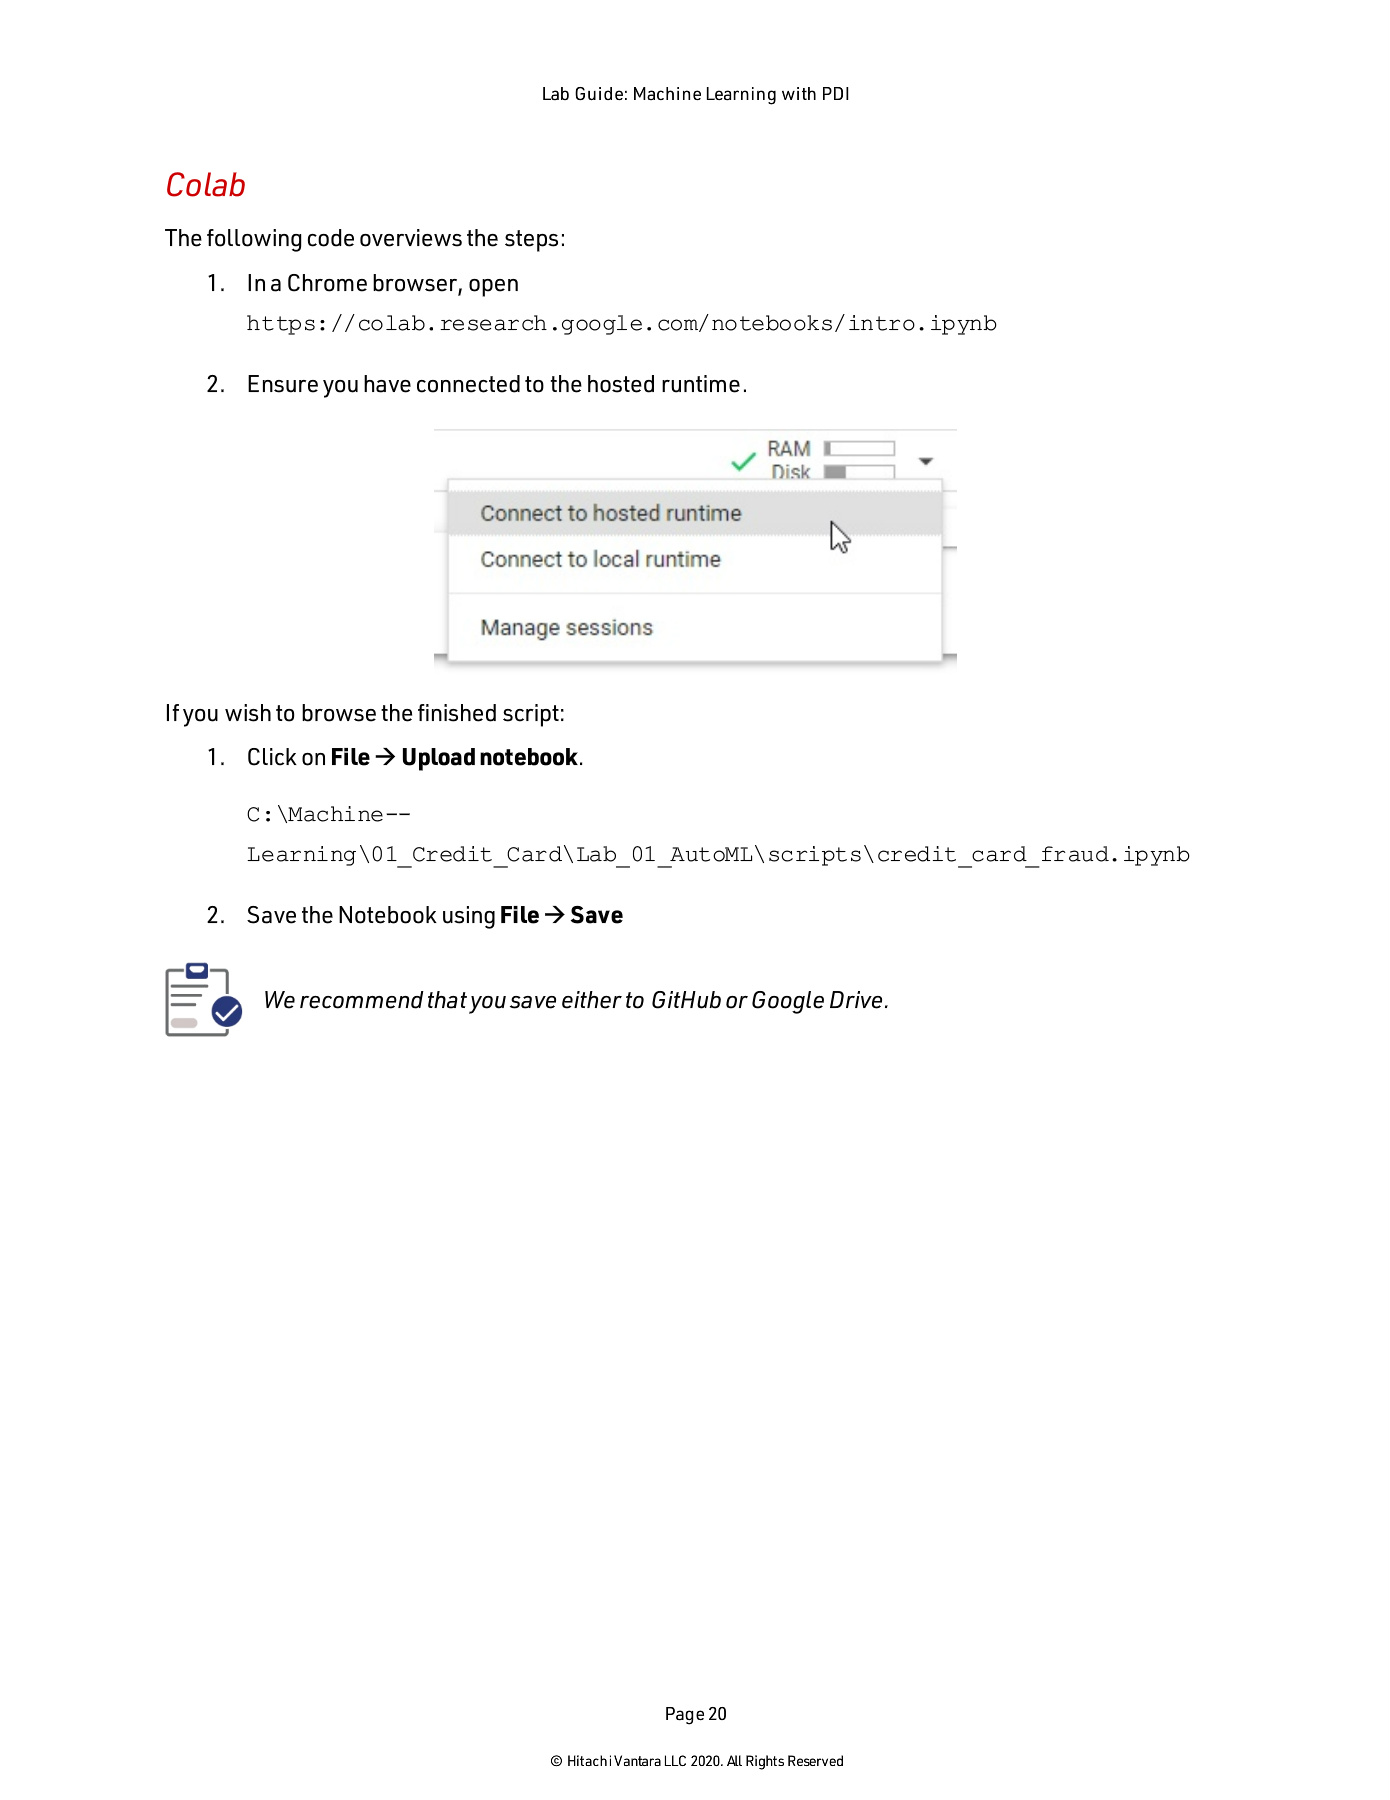 Lab Guide: Machine Learning with PDI
Colab
The following code overviews the steps:
1. In a Chrome browser, open
https://colab.research.google.com/notebooks/intro.ipynb
2. Ensure you have connected to the hosted runtime.
RAM
Disk
Connect to hosted runtime
Connect to local runtime
Manage sessions
If you wish to browse the finished script:
1. Click on File → Upload notebook.
C:\Machine--
Learning\01_Credit_Card\Lab_01_AutoML\scripts\credit_card_fraud.ipynb
2. Save the Notebook using File → Save
We recommend that you save either to GitHub or Google Drive.
Page 20
© Hitachi Vantara LLC 2020. All Rights Reserved